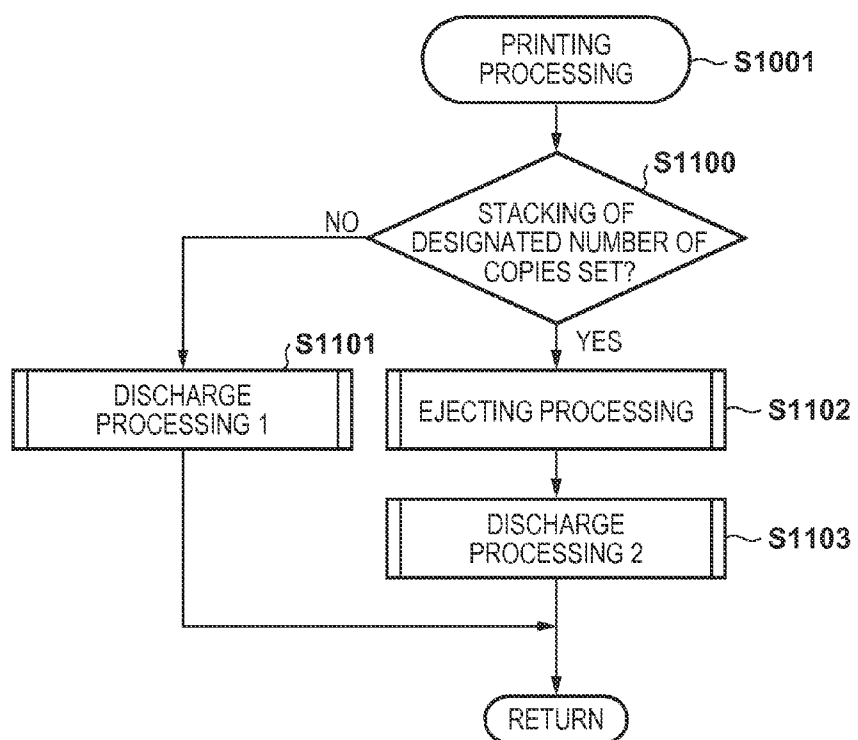 PRINTING
PROCESSING
S1001
S1100
STACKING OF
DESIGNATED NUMBER OF
COPIES SET?
NO
YES
S1101
DISCHARGE
PROCESSING 1
EJECTING PROCESSING
S1102
DISCHARGE
PROCESSING 2
S1103
RETURN